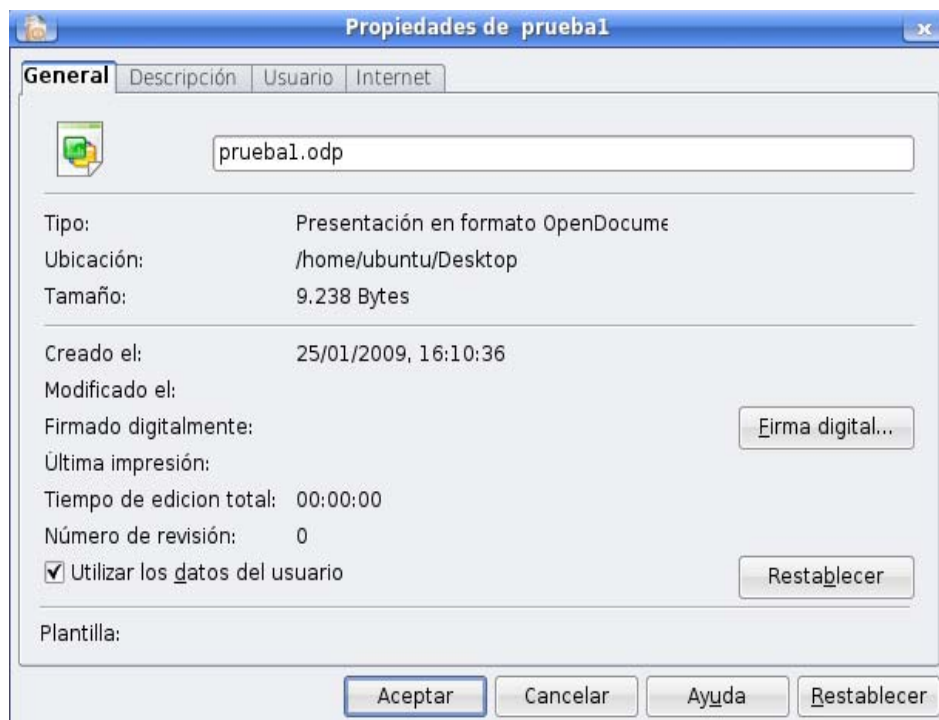 Propiedades de prueba1
General Descripción Usuario Internet
prueba1.odp
Tipo: Presentación en formato OpenDocume
Ubicación: /home/ubuntu/Desktop
Tamaño: 9.238 Bytes
Creado el: 25/01/2009, 16:10:36
Modificado el:
Firmado digitalmente: Firma digital...
Última impresión:
Tiempo de edicion total: 00:00:00
Número de revisión: 0
Utilizar los datos del usuario Restablecer
Plantilla:
Aceptar Cancelar Ayuda Restablecer